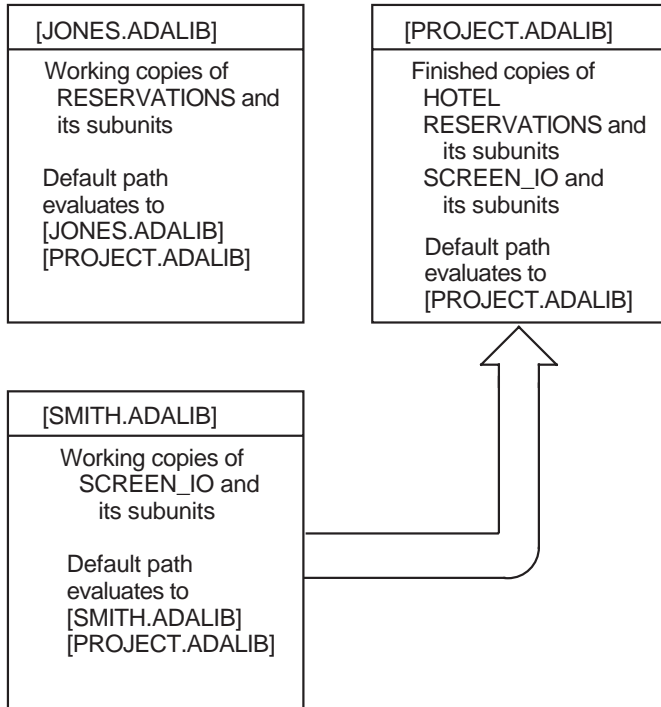 [JONES.ADALIB]
Working copies of
RESERVATIONS and
its subunits
Default path
evaluates to
[JONES.ADALIB]
[PROJECT.ADALIB]
[PROJECT.ADALIB]
Finished copies of
HOTEL
RESERVATIONS and
its subunits
SCREEN_IO and
its subunits
Default path
evaluates to
[PROJECT.ADALIB]
[SMITH.ADALIB]
Working copies of
SCREEN_IO and
its subunits
Default path
evaluates to
[SMITH.ADALIB]
[PROJECT.ADALIB]